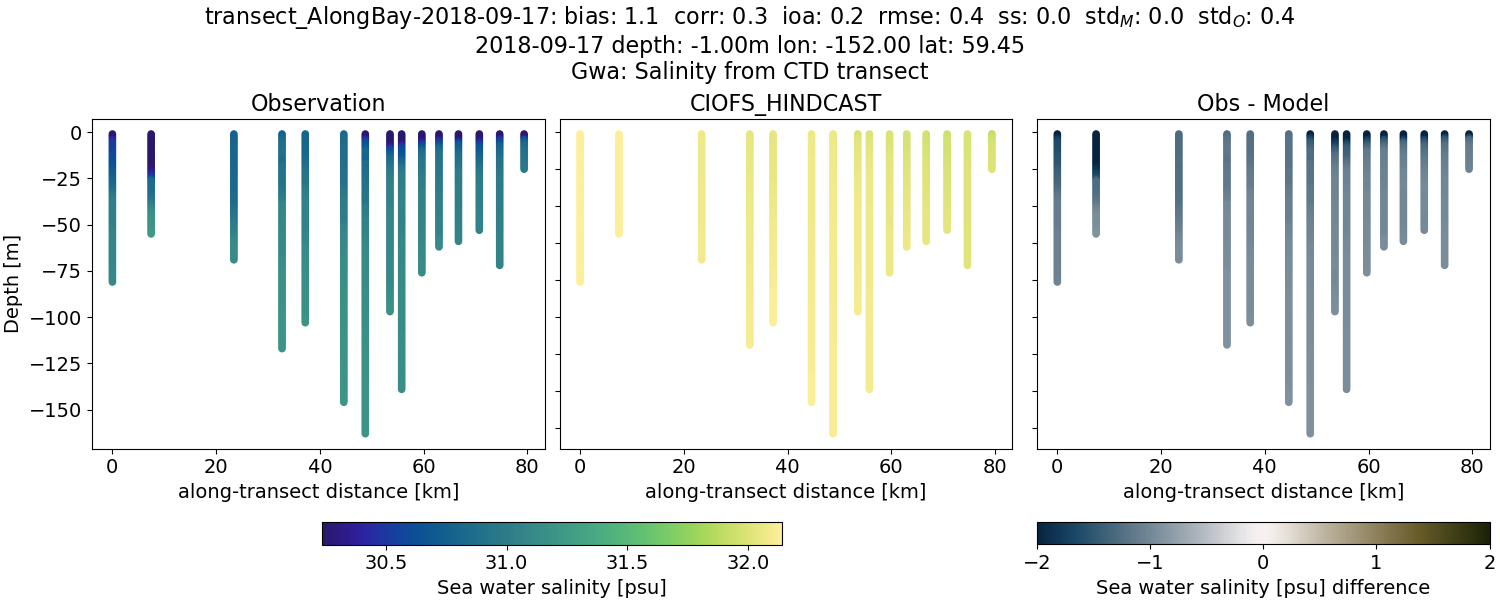 transect_AlongBay-2018-09-17: bias: 1.1 corr: 0.3 ioa: 0.2 rmse: 0.4 ss: 0.0 std_M: 0.0 std_O: 0.4
2018-09-17 depth: -1.00m lon: -152.00 lat: 59.45
Gwa: Salinity from CTD transect
Observation
CIOFS_HINDCAST
Obs - Model
Depth [m]
0
−25
−50
−75
−100
−125
−150
0 20 40 60 80
0 20 40 60 80
0 20 40 60 80
along-transect distance [km]
along-transect distance [km]
along-transect distance [km]
30.5 31.0 31.5 32.0
Sea water salinity [psu]
−2 −1 0 1 2
Sea water salinity [psu] difference